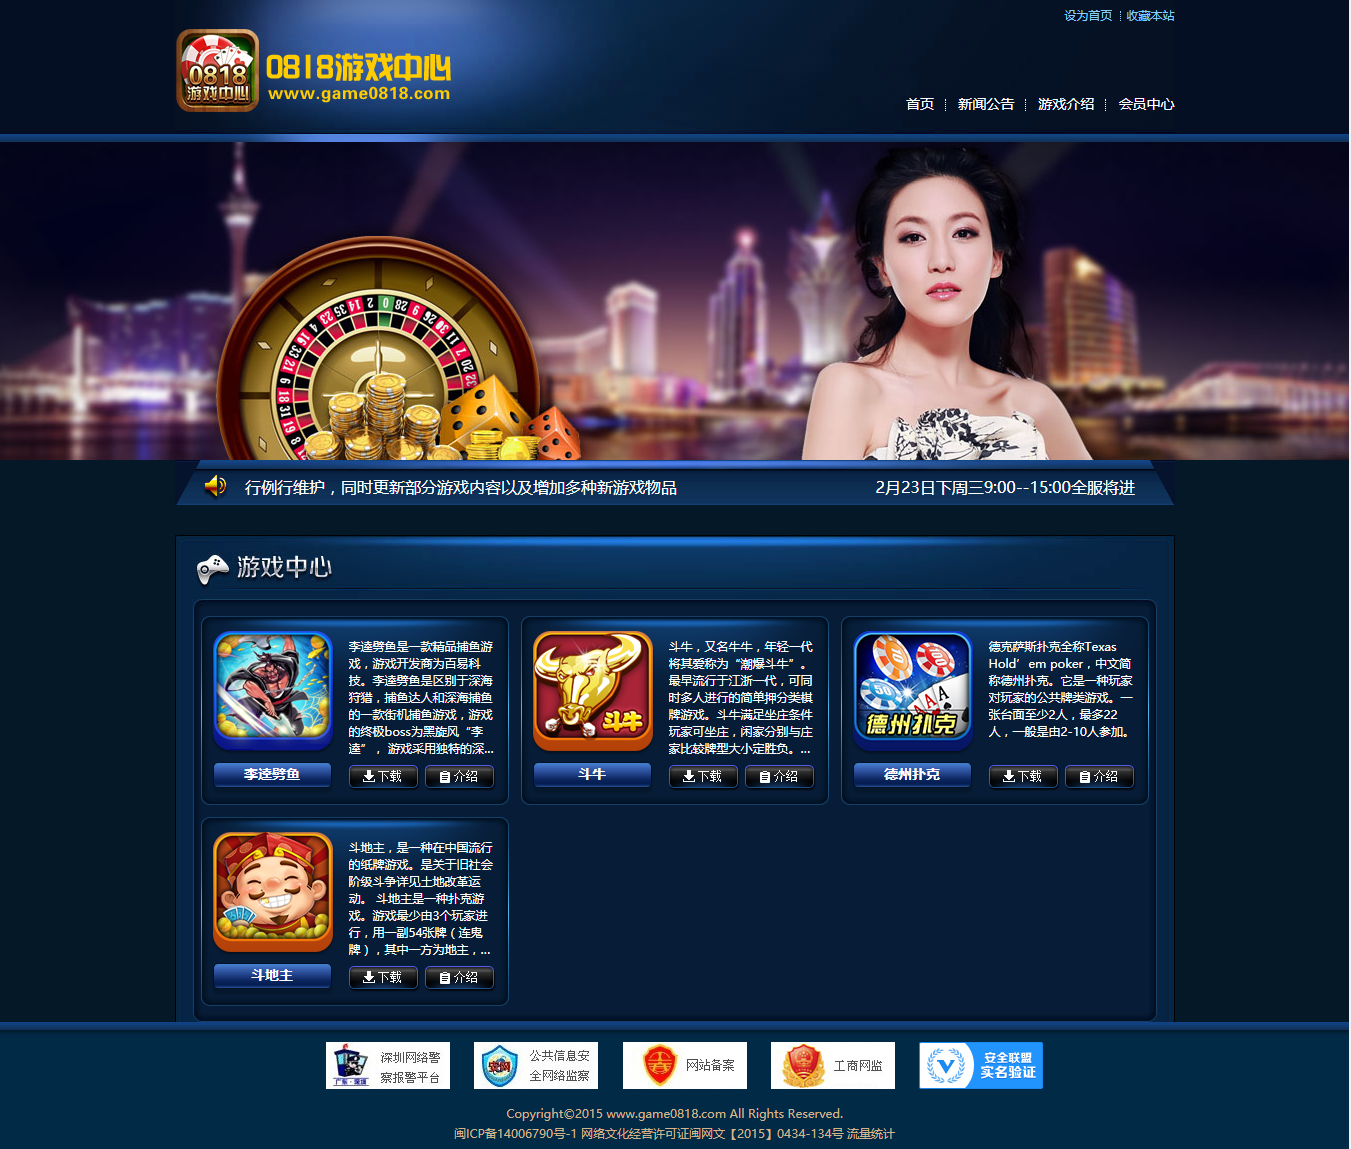 设为首页 收藏本站
0818
游戏中心
0818游戏中心
www.game0818.com
首页 新闻公告 游戏介绍 会员中心
行例行维护，同时更新部分游戏内容以及增加多种新游戏物品
2月23日下周三9:00--15:00全服将进
游戏中心
李逵劈鱼是一款精品捕鱼游
戏，游戏开发商为百易科
技。李逵劈鱼是区别于深海
狩猎，捕鱼达人和深海捕鱼
的一款街机捕鱼游戏，游戏
的终极boss为黑旋风“李
逵”， 游戏采用独特的深...
李逵劈鱼
下载 介绍
斗牛
斗牛，又名牛牛，年轻一代
将其爱称为“潮爆斗牛”。
最早流行于江浙一代，可同
时多人进行的简单押分类棋
牌游戏。斗牛满足坐庄条件
玩家可坐庄，闲家分别与庄
家比较牌型大小定胜负。...
斗牛
下载 介绍
德州扑克
德克萨斯扑克全称Texas
Hold’em poker，中文简
称德州扑克。它是一种玩家
对玩家的公共牌类游戏。一
张台面至少2人，最多22
人，一般是由2-10人参加。
德州扑克
下载 介绍
斗地主，是一种在中国流行
的纸牌游戏。是关于旧社会
阶级斗争详见土地改革运
动。 斗地主是一种扑克游
戏。游戏最少由3个玩家进
行，用一副54张牌（连鬼
牌），其中一方为地主，...
斗地主
下载 介绍
深圳网络警
察报警平台
公共信息安
全网络监察
网站备案
工商网监
安全联盟
实名验证
Copyright©2015 www.game0818.com All Rights Reserved.
闽ICP备14006790号-1 网络文化经营许可证闽网文【2015】0434-134号 流量统计